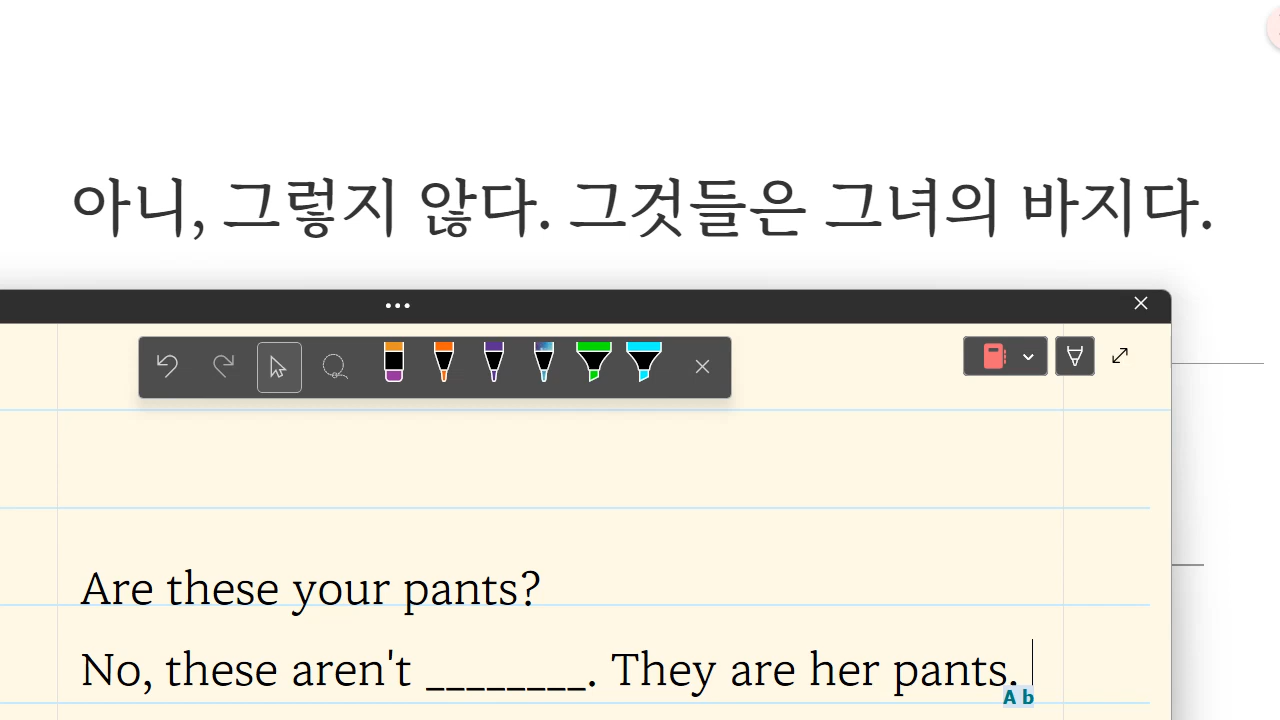 아니, 그렇지 않다. 그것들은 그녀의 바지다.
Are these your pants?
No, these aren't ________. They are her pants.
A b